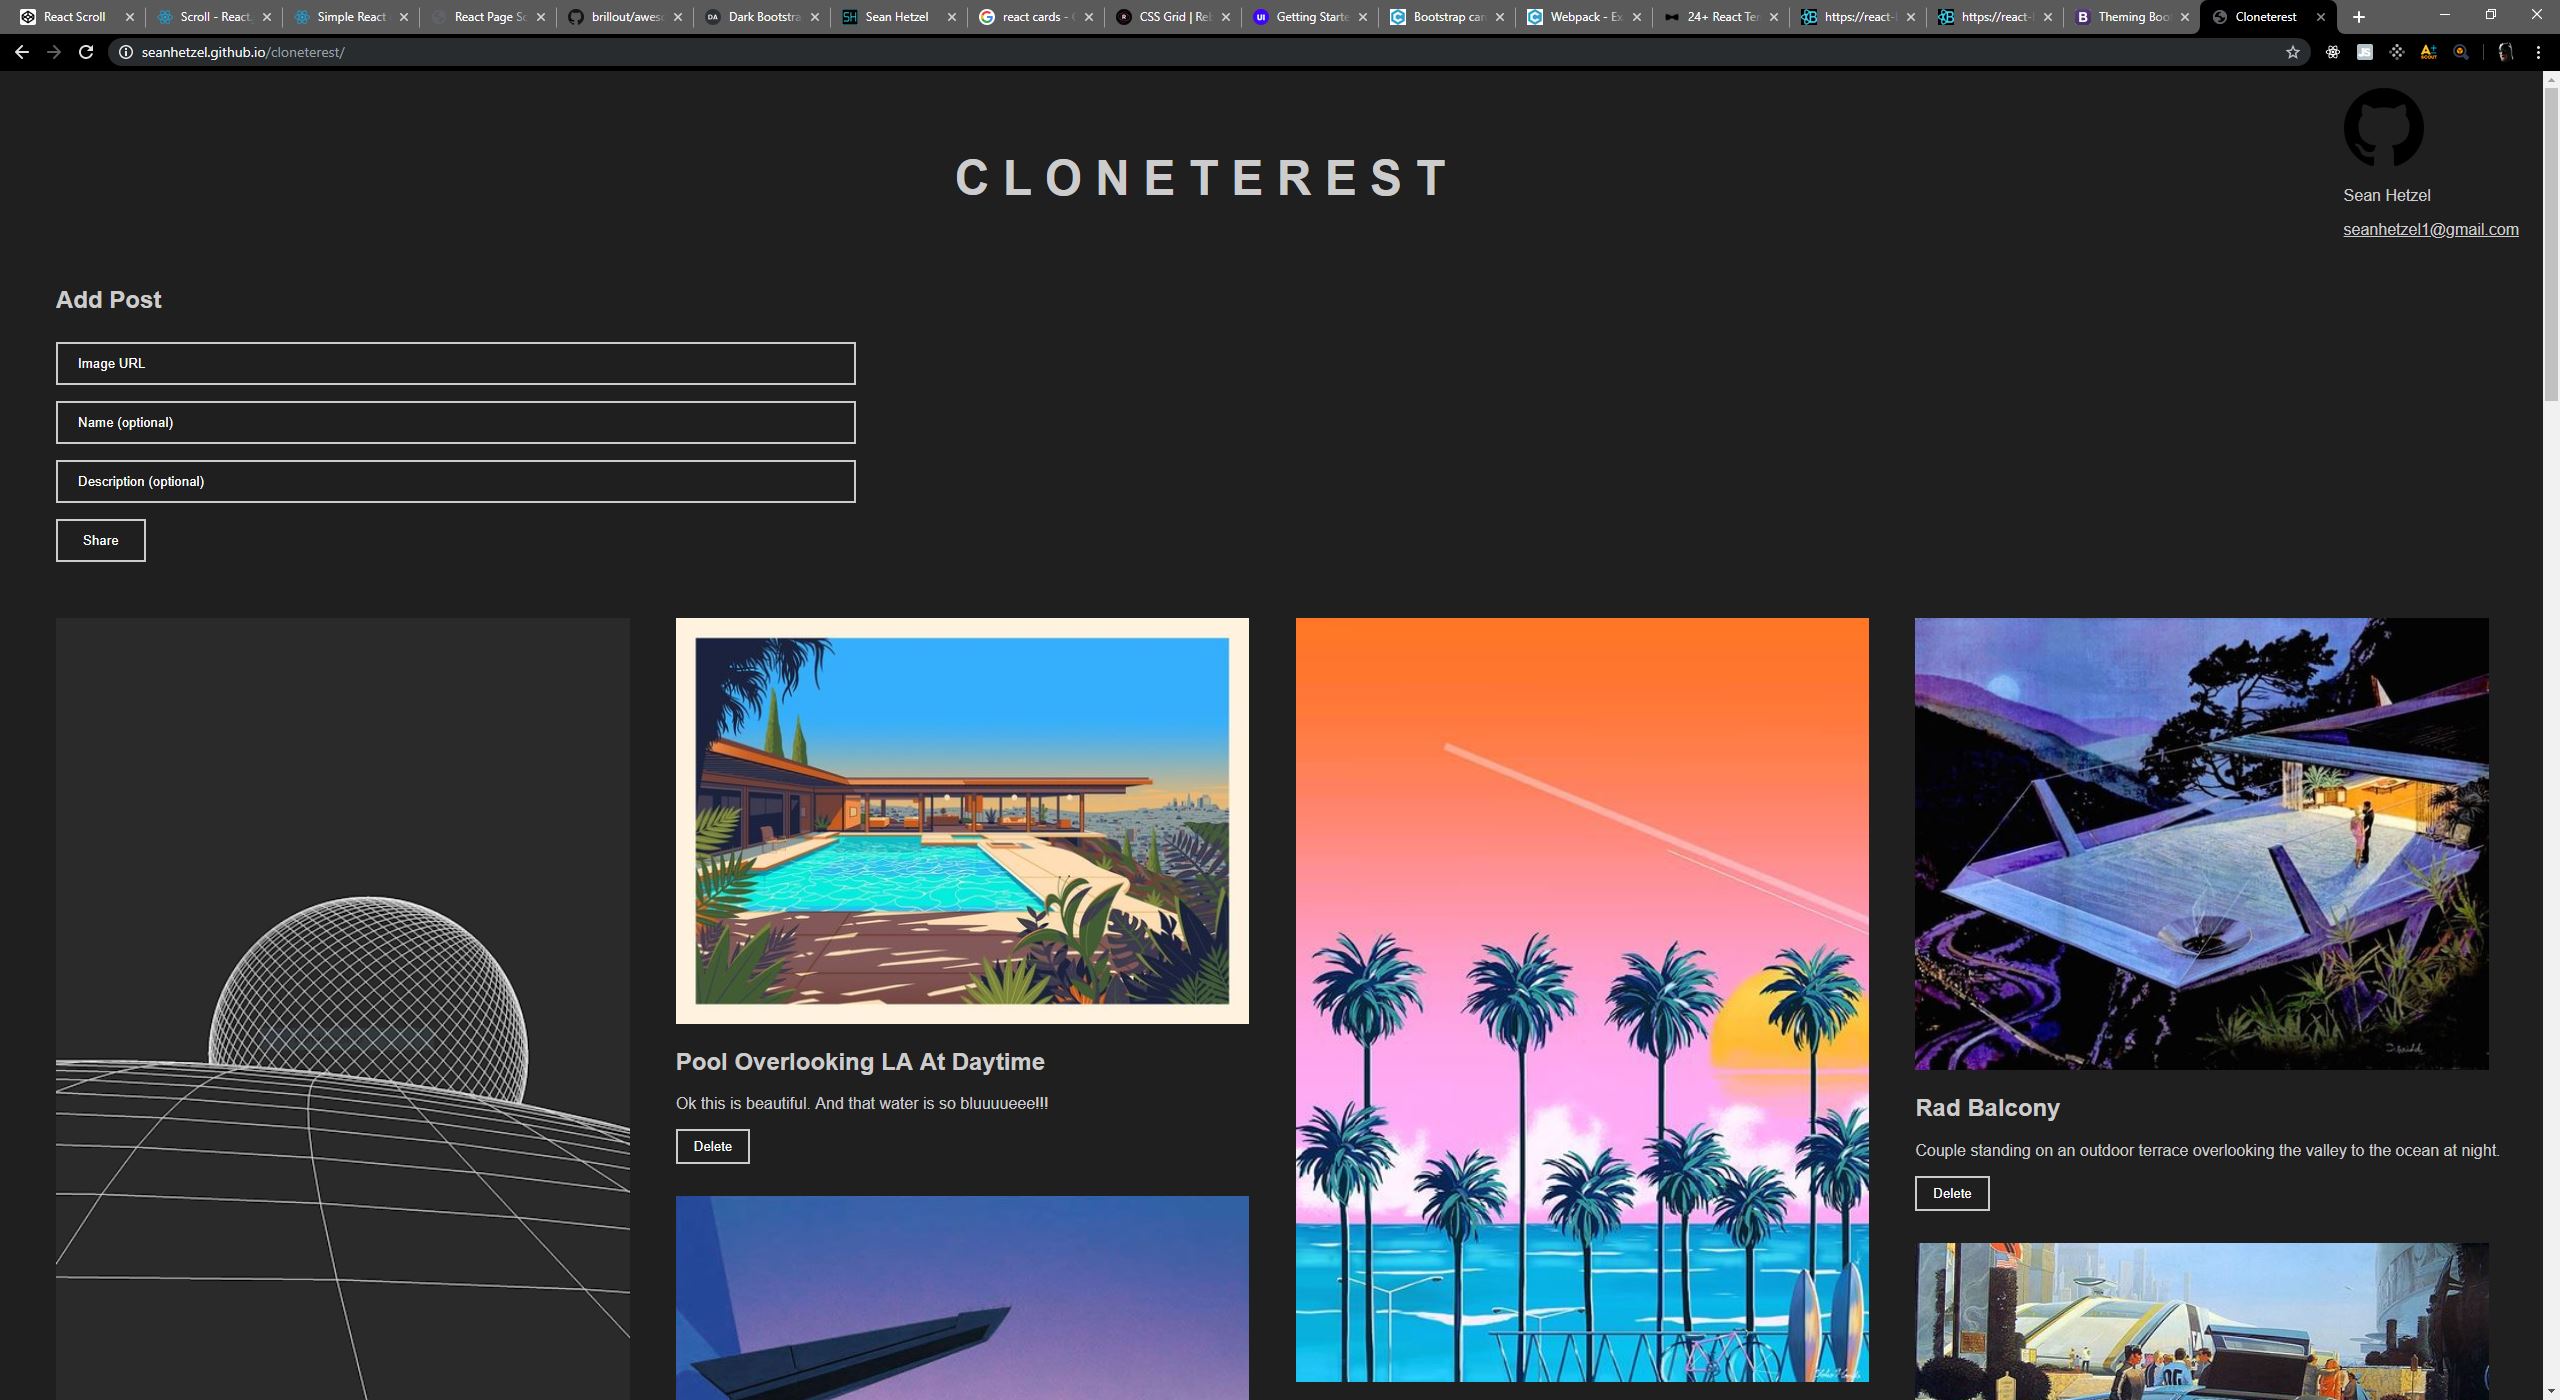 React Scroll
Scroll - React
Simple React
React Page Sc
brillout/awes
Dark Bootstra
Sean Hetzel
react cards -
CSS Grid | Re
Getting Starte
Bootstrap car
Webpack - Ex
24+ React Te
https://react-
https://react-
Theming Boo
Cloneterest
seanhetzel.github.io/cloneterest/
CLONETEREST
Sean Hetzel
seanhetzel1@gmail.com
Add Post
Image URL
Name (optional)
Description (optional)
Share
Pool Overlooking LA At Daytime
Ok this is beautiful. And that water is so bluuuueee!!!
Delete
Rad Balcony
Couple standing on an outdoor terrace overlooking the valley to the ocean at night.
Delete